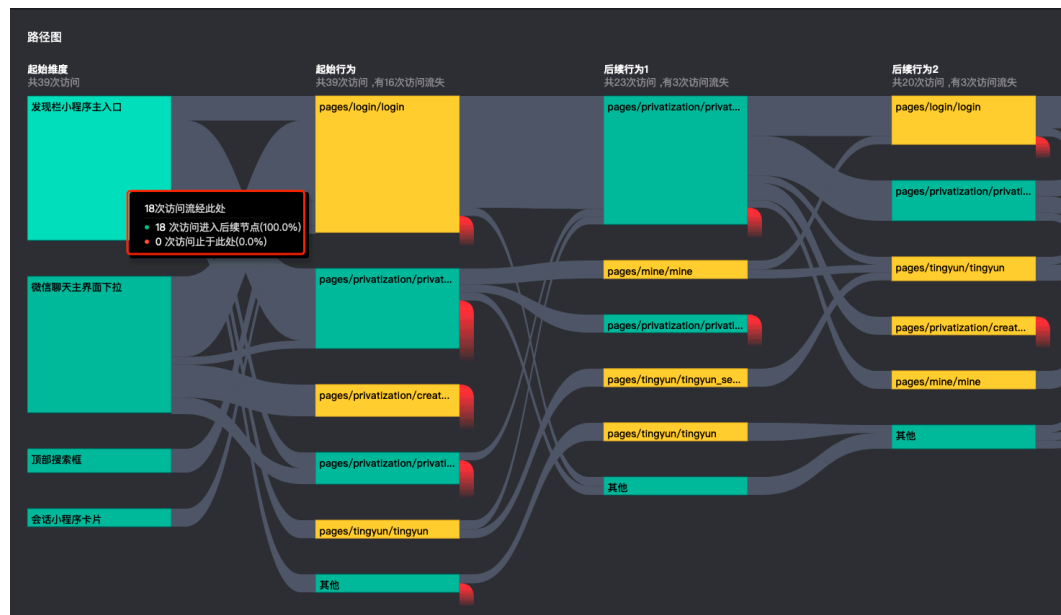 路径图
起始维度
共39次访问
发现栏小程序主入口
微信聊天主界面下拉
顶部搜索框
会话小程序卡片
18次访问流经此处
18 次访问进入后续节点(100.0%)
0 次访问止于此处(0.0%)
起始行为
共39次访问 ,有16次访问流失
pages/login/login
pages/privatization/privat...
pages/privatization/creat...
pages/privatization/privati...
pages/tingyun/tingyun
其他
后续行为1
共23次访问 ,有3次访问流失
pages/privatization/privat...
pages/mine/mine
pages/privatization/privati...
pages/tingyun/tingyun_se...
pages/tingyun/tingyun
其他
后续行为2
共20次访问 ,有3次访问流失
pages/login/login
pages/privatization/privati...
pages/tingyun/tingyun
pages/privatization/creat...
pages/mine/mine
其他